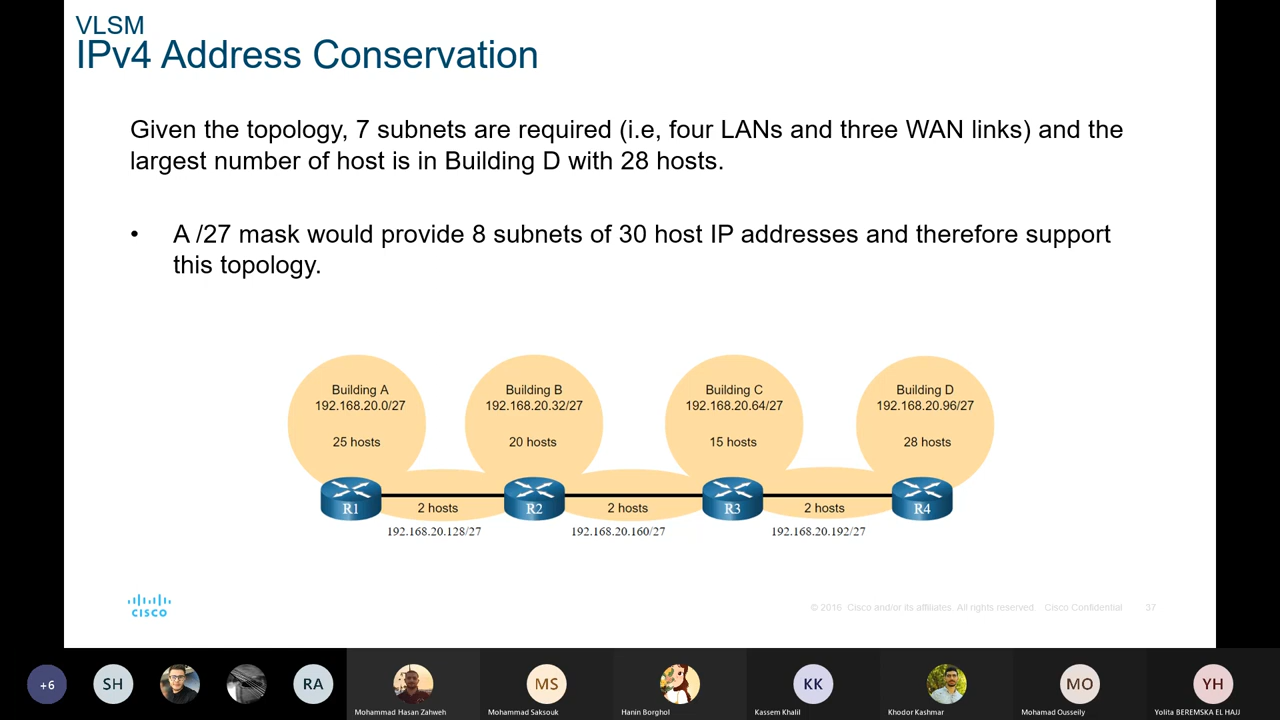 VLSM
IPv4 Address Conservation
Given the topology, 7 subnets are required (i.e, four LANs and three WAN links) and the
largest number of host is in Building D with 28 hosts.
• A /27 mask would provide 8 subnets of 30 host IP addresses and therefore support
this topology.
Building A
192.168.20.0/27
25 hosts
Building B
192.168.20.32/27
20 hosts
Building C
192.168.20.64/27
15 hosts
Building D
192.168.20.96/27
28 hosts
R1
2 hosts
R2
2 hosts
R3
2 hosts
R4
192.168.20.128/27
192.168.20.160/27
192.168.20.192/27
CISCO
© 2016 Cisco and/or its affiliates. All rights reserved. Cisco Confidential
37
+6
SH
RA
MS
KK
MO
YH
Mohammad Hasan Zahweh
Mohammad Saksouk
Hanin Borghol
Kassem Khalil
Khodor Kashmar
Mohamad Ousseily
Yolita BEREMSKA EL HAJJ